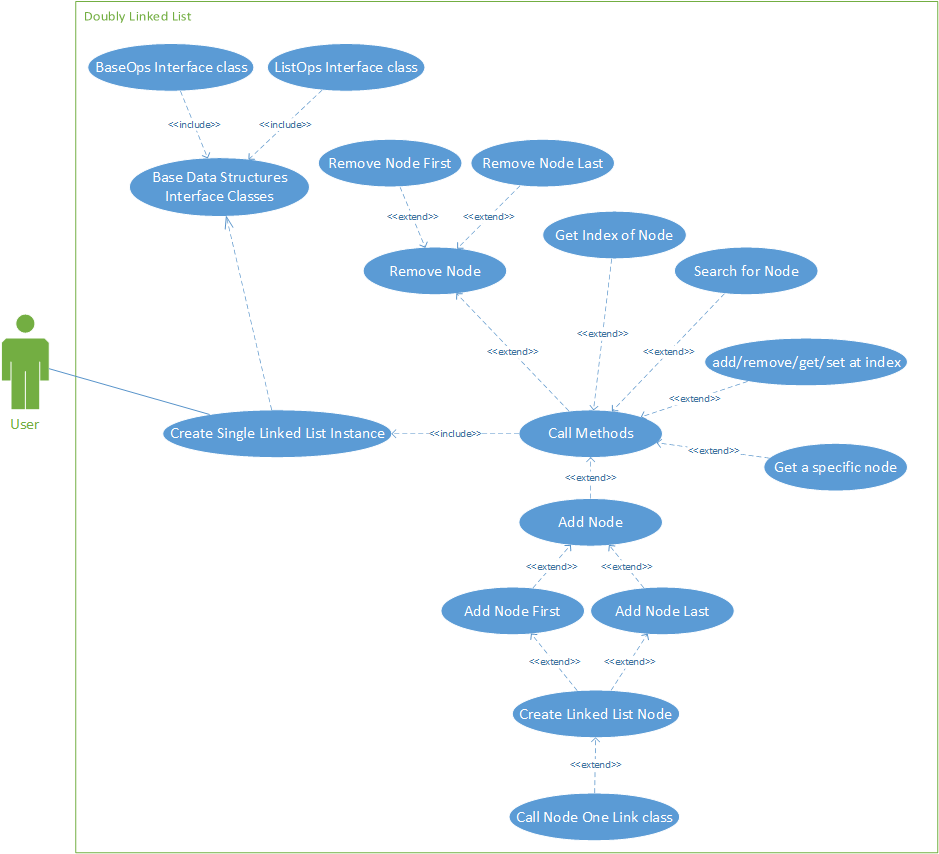 Doubly Linked List
BaseOps Interface class
ListOps Interface class
<<include>>
<<include>>
Remove Node First
Remove Node Last
Base Data Structures
Interface Classes
<<extend>>
<<extend>>
Get Index of Node
Remove Node
Search for Node
<<extend>>
<<extend>>
<<extend>>
add/remove/get/set at index
<<extend>>
User
Create Single Linked List Instance
<<include>>
Call Methods
<<extend>>
Get a specific node
<<extend>>
Add Node
<<extend>>
<<extend>>
Add Node First
Add Node Last
<<extend>>
<<extend>>
Create Linked List Node
<<extend>>
Call Node One Link class